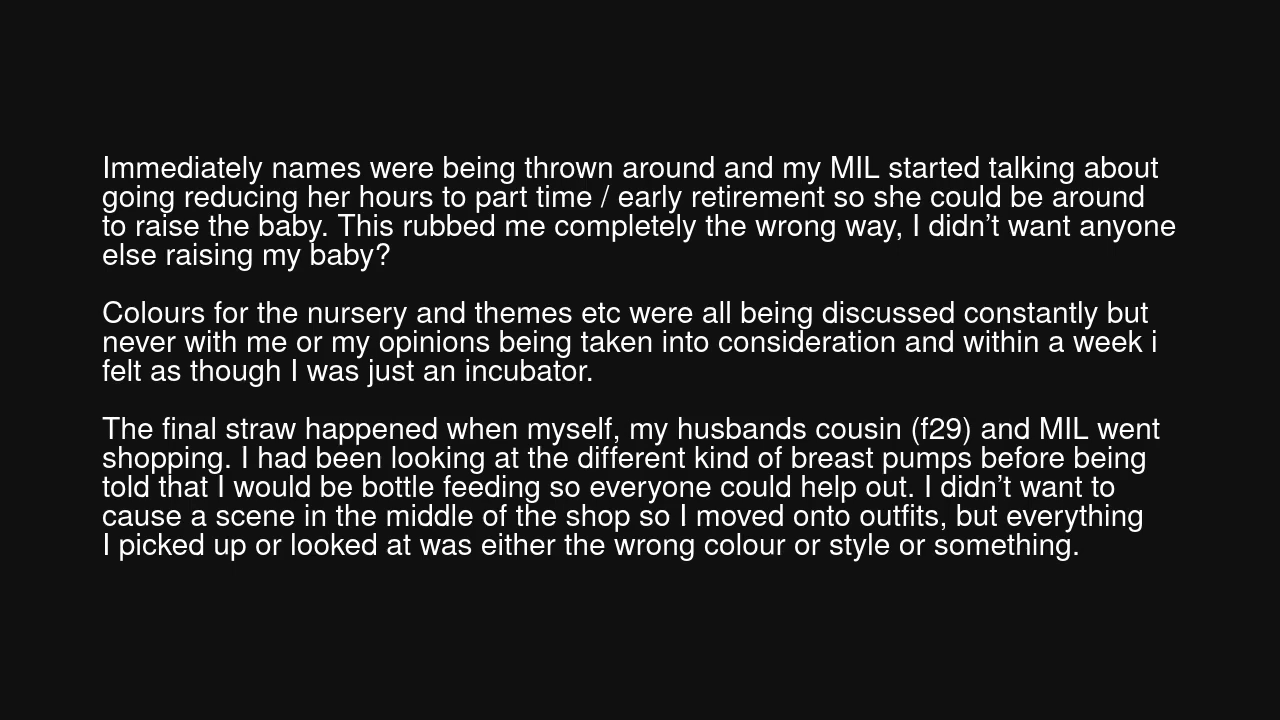 Immediately names were being thrown around and my MIL started talking about
going reducing her hours to part time / early retirement so she could be around
to raise the baby. This rubbed me completely the wrong way, I didn’t want anyone
else raising my baby?
Colours for the nursery and themes etc were all being discussed constantly but
never with me or my opinions being taken into consideration and within a week i
felt as though I was just an incubator.
The final straw happened when myself, my husbands cousin (f29) and MIL went
shopping. I had been looking at the different kind of breast pumps before being
told that I would be bottle feeding so everyone could help out. I didn’t want to
cause a scene in the middle of the shop so I moved onto outfits, but everything
I picked up or looked at was either the wrong colour or style or something.